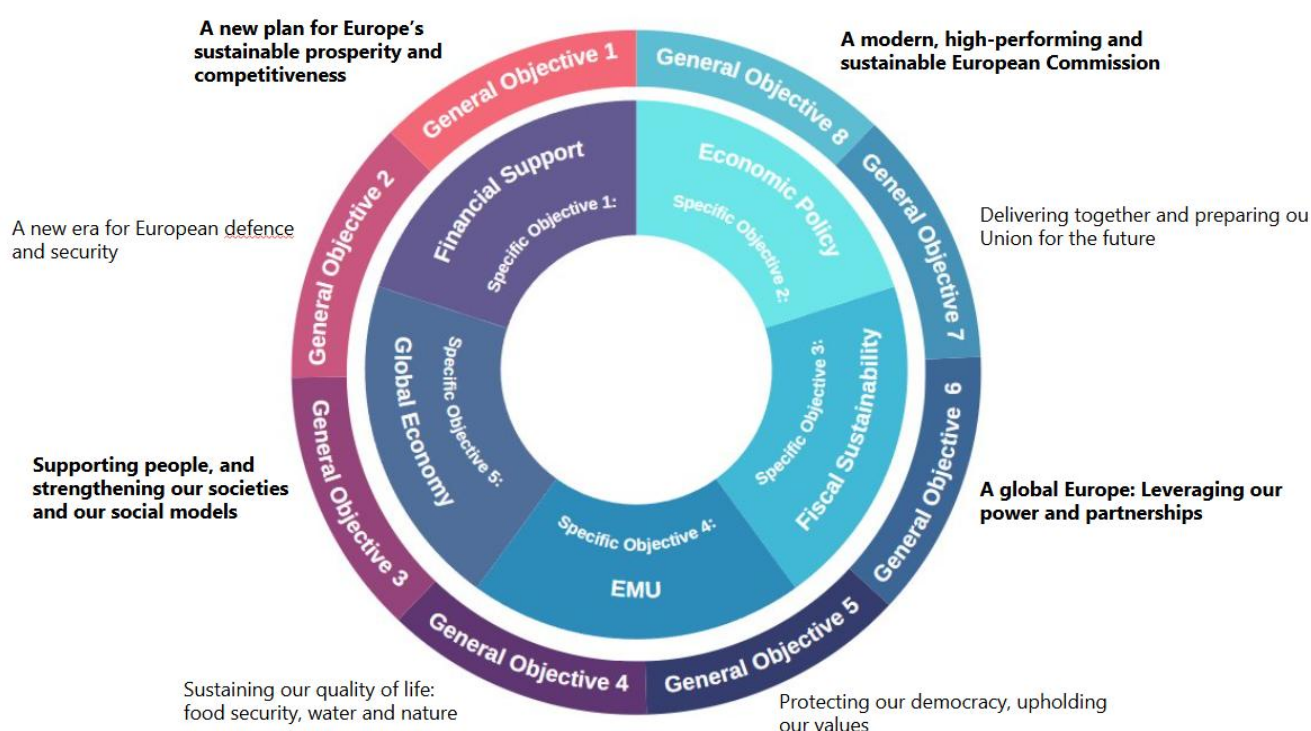 A new plan for Europe's
sustainable prosperity and
competitiveness
A modern, high-performing and
sustainable European Commission
General Objective 1
General Objective 8
General Objective 2
General Objective 7
Financial Support
Specific Objective 1:
Economic Policy
Specific Objective 2:
A new era for European defence
and security
Delivering together and preparing ou
Union for the future
Global Economy
Specific Objective 5:
Specific Objective 3:
Fiscal Sustainability
Supporting people, and
strengthening our societies
and our social models
General Objective 3
General Objective 6
A global Europe: Leveraging our
power and partnerships
Specific Objective 4:
EMU
General Objective 4
General Objective 5
Sustaining our quality of life:
food security, water and nature
Protecting our democracy, upholding
our values